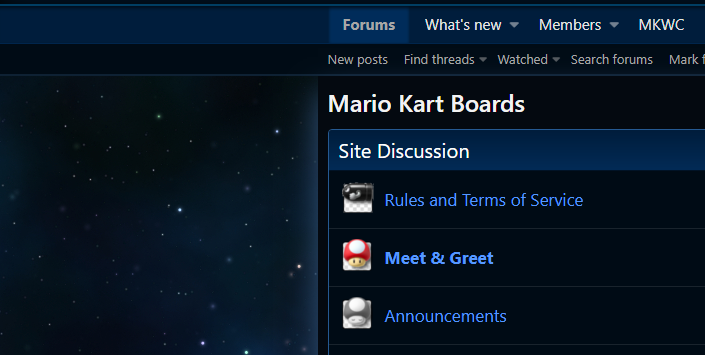 Forums What's new Members MKWC
New posts Find threads Watched Search forums Mark
Mario Kart Boards
Site Discussion
Rules and Terms of Service
Meet & Greet
Announcements